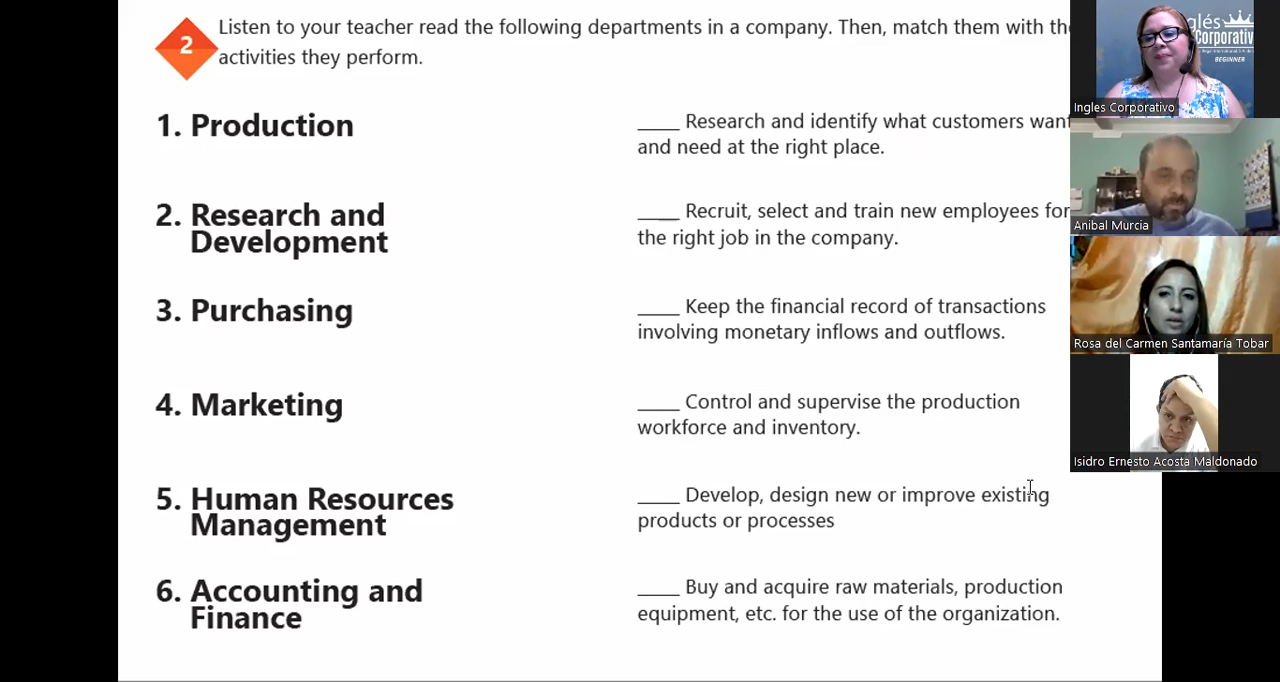 2
Listen to your teacher read the following departments in a company. Then, match them with the
activities they perform.
1. Production
____ Research and identify what customers want
and need at the right place.
2. Research and
Development
____ Recruit, select and train new employees for
the right job in the company.
3. Purchasing
____ Keep the financial record of transactions
involving monetary inflows and outflows.
4. Marketing
____ Control and supervise the production
workforce and inventory.
5. Human Resources
Management
____ Develop, design new or improve existing
products or processes
6. Accounting and
Finance
____ Buy and acquire raw materials, production
equipment, etc. for the use of the organization.
BEGINNER
Ingles Corporativo
Anibal Murcia
Rosa del Carmen Santamaría Tobar
Isidro Ernesto Acosta Maldonado